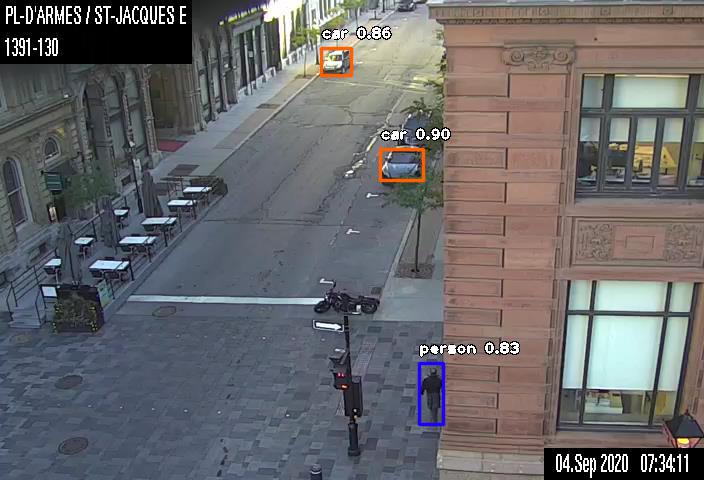 PL-D'ARMES / ST-JACQUES E
1391-130
car 0.86
car 0.90
person 0.83
04.Sep 2020 07:34:11